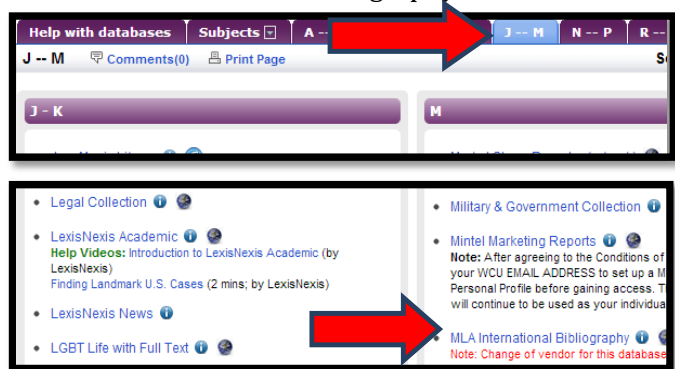 Help with databases Subjects A -- J -- M N -- P R --
J -- M Comments(0) Print Page
J - K
M
Legal Collection
LexisNexis Academic
Help Videos: Introduction to LexisNexis Academic (by
LexisNexis)
Finding Landmark U.S. Cases (2 mins; by LexisNexis)
LexisNexis News
LGBT Life with Full Text
Military & Government Collection
Mintel Marketing Reports
Note: After agreeing to the Conditions of
your WCU EMAIL ADDRESS to set up a M
Personal Profile before gaining access.
will continue to be used as your
MLA International Bibliography
Note: Change of vendor for this database